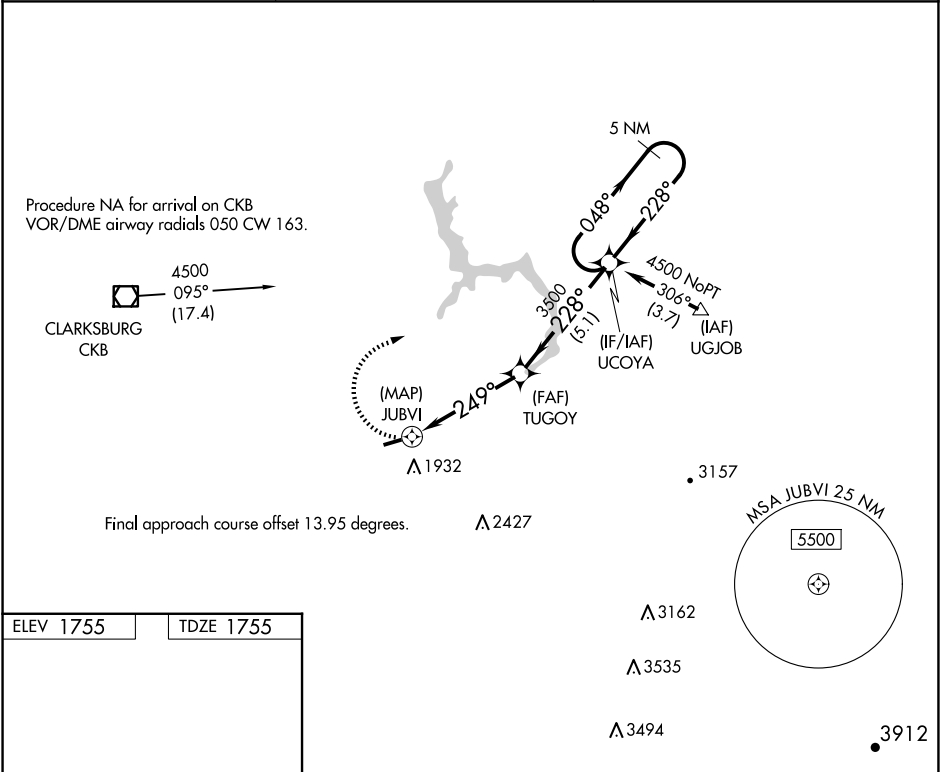 5 NM
Procedure NA for arrival on CKB
VOR/DME airway radials 050 CW 163.
048°
228°
4500
095°
(17.4)
CLARKSBURG
CKB
4500 NoPT
306°
(3.7)
(IAF)
UGJOB
3500
228°
(5.1)
(IF/IAF)
UCOYA
(MAP)
JUBVI
249°
(FAF)
TUGOY
1932
3157
Final approach course offset 13.95 degrees.
2427
MSA JUBVI 25 NM
5500
3162
ELEV 1755
TDZE 1755
3535
3494
3912